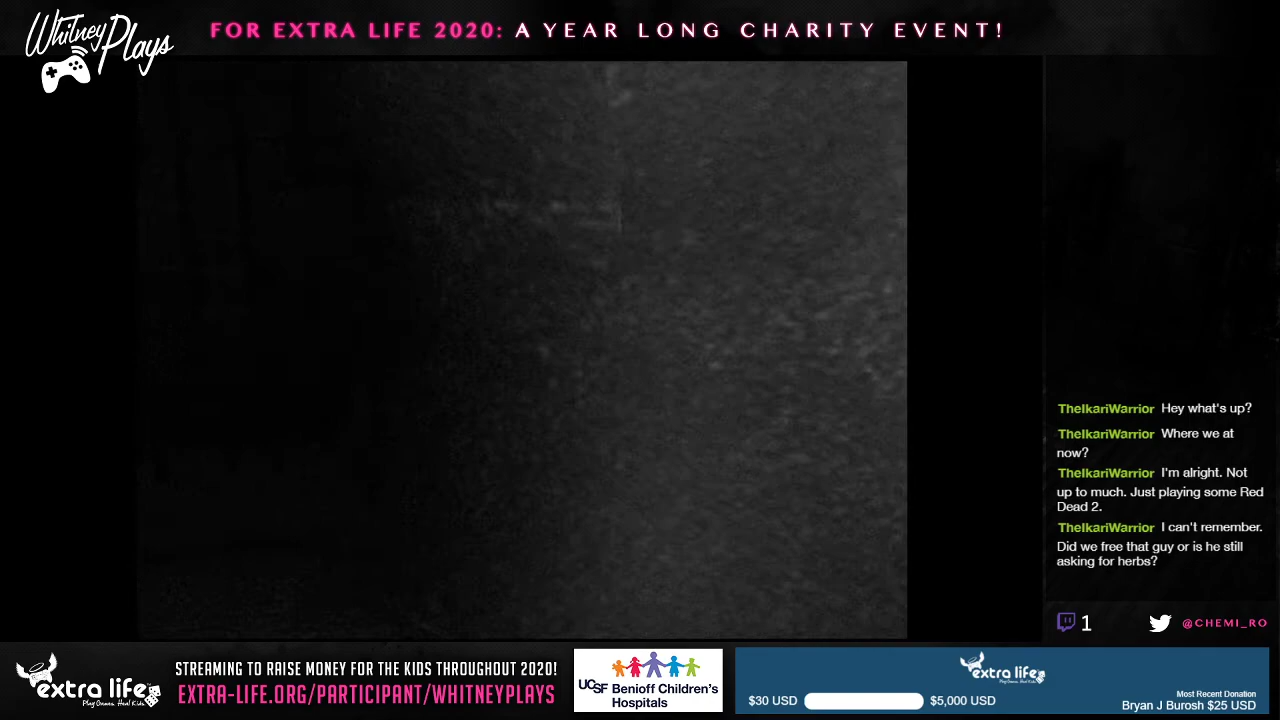 Whitney Plays
FOR EXTRA LIFE 2020: A YEAR LONG CHARITY EVENT!
TheIkariWarrior Hey what's up?
TheIkariWarrior Where we at
now?
TheIkariWarrior I'm alright. Not
up to much. Just playing some Red
Dead 2.
TheIkariWarrior I can't remember.
Did we free that guy or is he still
asking for herbs?
1 @CHEMI_RO
extra life
Play Games. Heal Kids.
STREAMING TO RAISE MONEY FOR THE KIDS THROUGHOUT 2020!
EXTRA-LIFE.ORG/PARTICIPANT/WHITNEYPLAYS
UCSF Benioff Children's
Hospitals
extra life
Play Games. Heal Kids.
$30 USD $5,000 USD
Most Recent Donation
Bryan J Burosh $25 USD